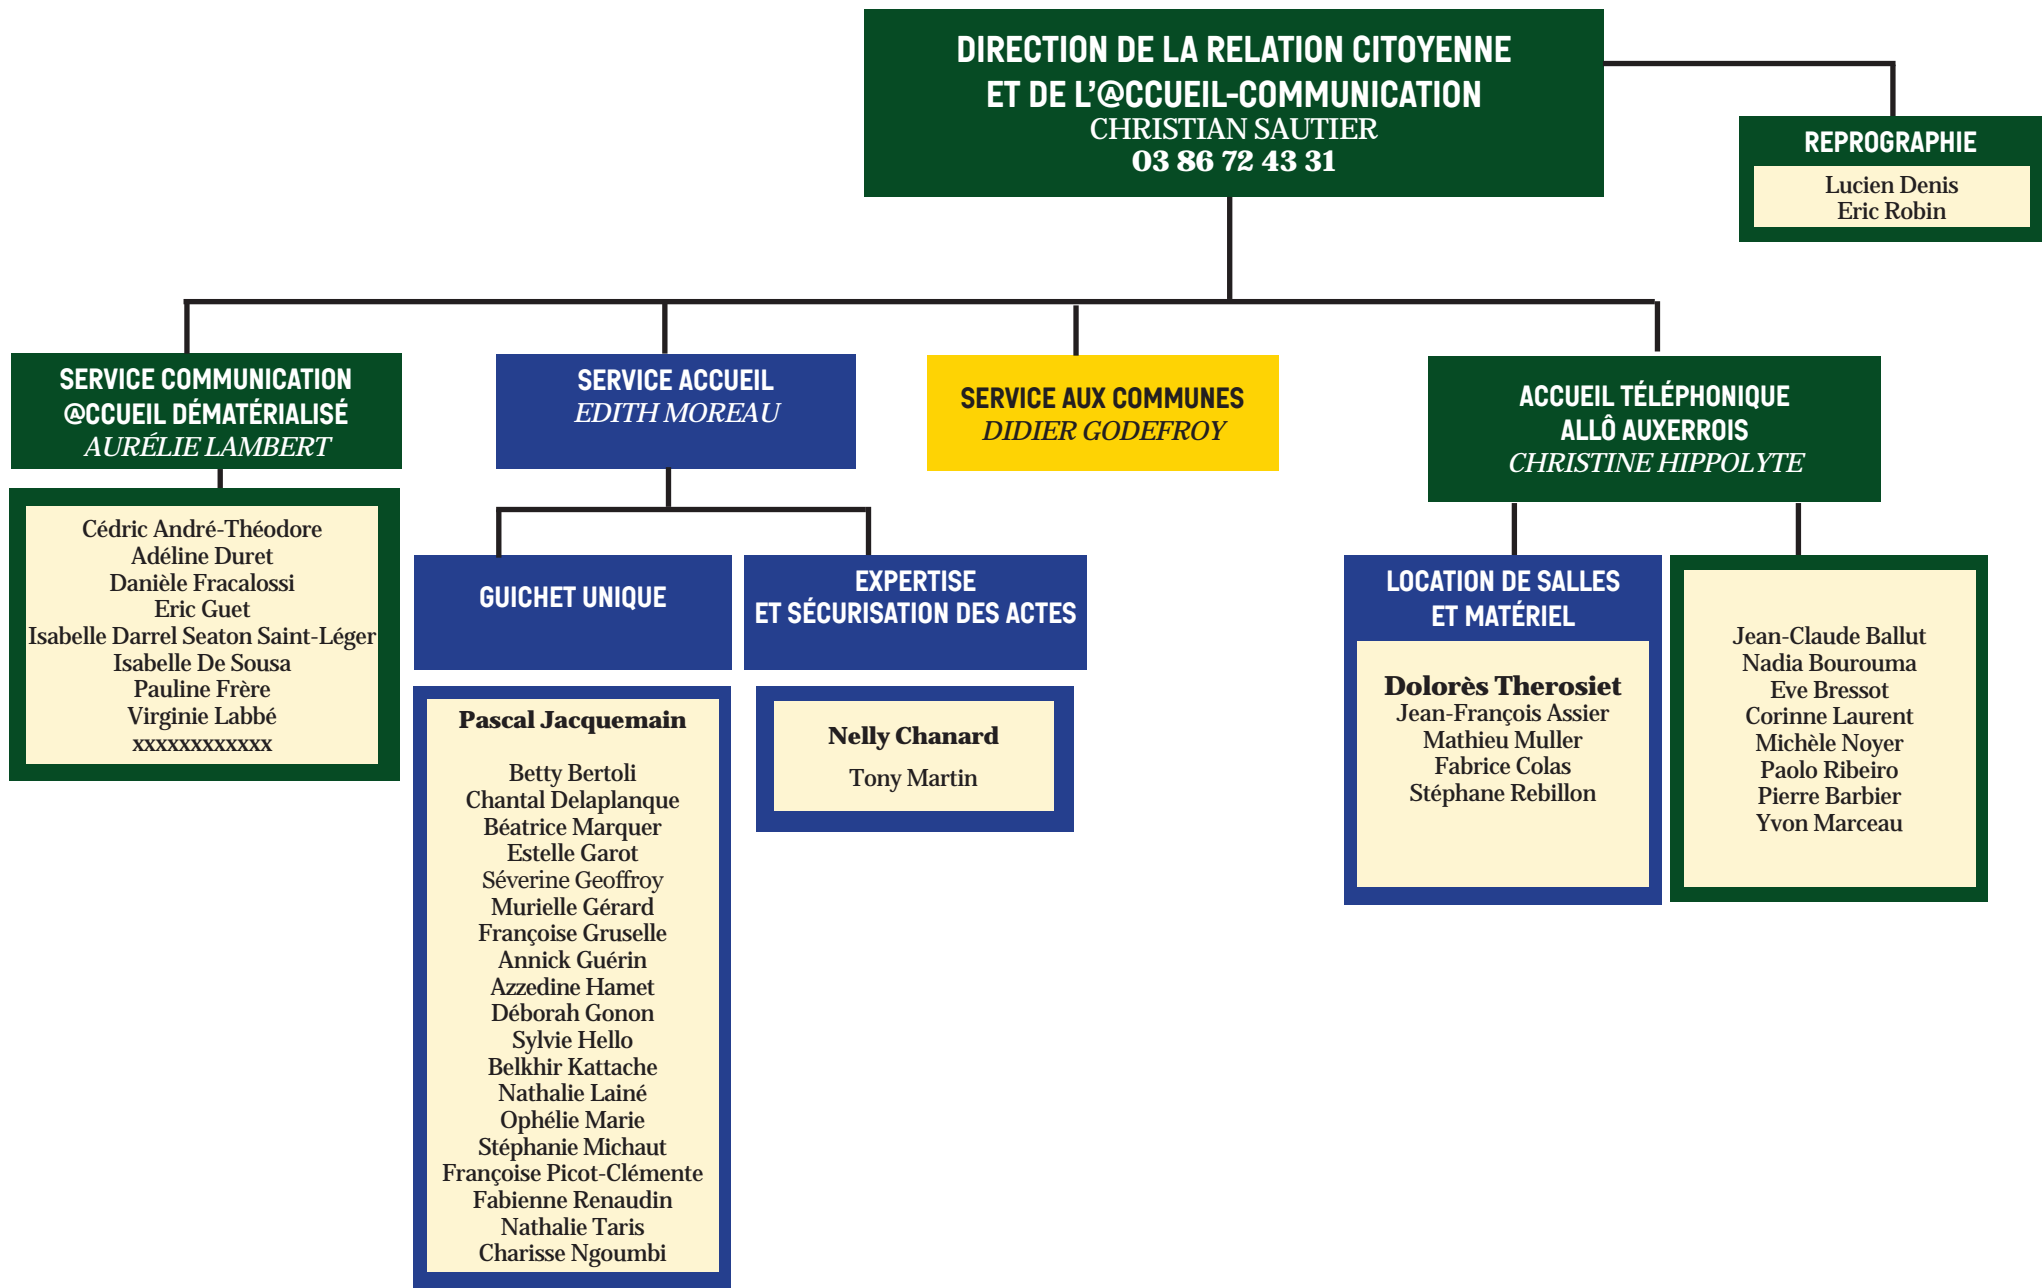 DIRECTION DE LA RELATION CITOYENNE
ET DE L'@CCUEIL-COMMUNICATION
CHRISTIAN SAUTIER
03 86 72 43 31
REPROGRAPHIE
Lucien Denis
Eric Robin
SERVICE COMMUNICATION
@CCUEIL DÉMATÉRIALISÉ
AURÉLIE LAMBERT
Cédric André-Théodore
Adéline Duret
Danièle Fracalossi
Eric Guet
Isabelle Darrel Seaton Saint-Léger
Isabelle De Sousa
Pauline Frère
Virginie Labbé
xxxxxxxxxxxx
SERVICE ACCUEIL
EDITH MOREAU
GUICHET UNIQUE
Pascal Jacquemain
Betty Bertoli
Chantal Delaplanque
Béatrice Marquer
Estelle Garot
Séverine Geoffroy
Murielle Gérard
Françoise Gruselle
Annick Guérin
Azzedine Hamet
Déborah Gonon
Sylvie Hello
Belkhir Kattache
Nathalie Lainé
Ophélie Marie
Stéphanie Michaut
Françoise Picot-Clémente
Fabienne Renaudin
Nathalie Taris
Charisse Ngoumbi
EXPERTISE
ET SÉCURISATION DES ACTES
Nelly Chanard
Tony Martin
SERVICE AUX COMMUNES
DIDIER GODEFROY
ACCUEIL TÉLÉPHONIQUE
ALLÔ AUXERROIS
CHRISTINE HIPPOLYTE
LOCATION DE SALLES
ET MATÉRIEL
Dolorès Therosiet
Jean-François Assier
Mathieu Muller
Fabrice Colas
Stéphane Rebillon
Jean-Claude Ballut
Nadia Bourouma
Eve Bressot
Corinne Laurent
Michèle Noyer
Paolo Ribeiro
Pierre Barbier
Yvon Marceau